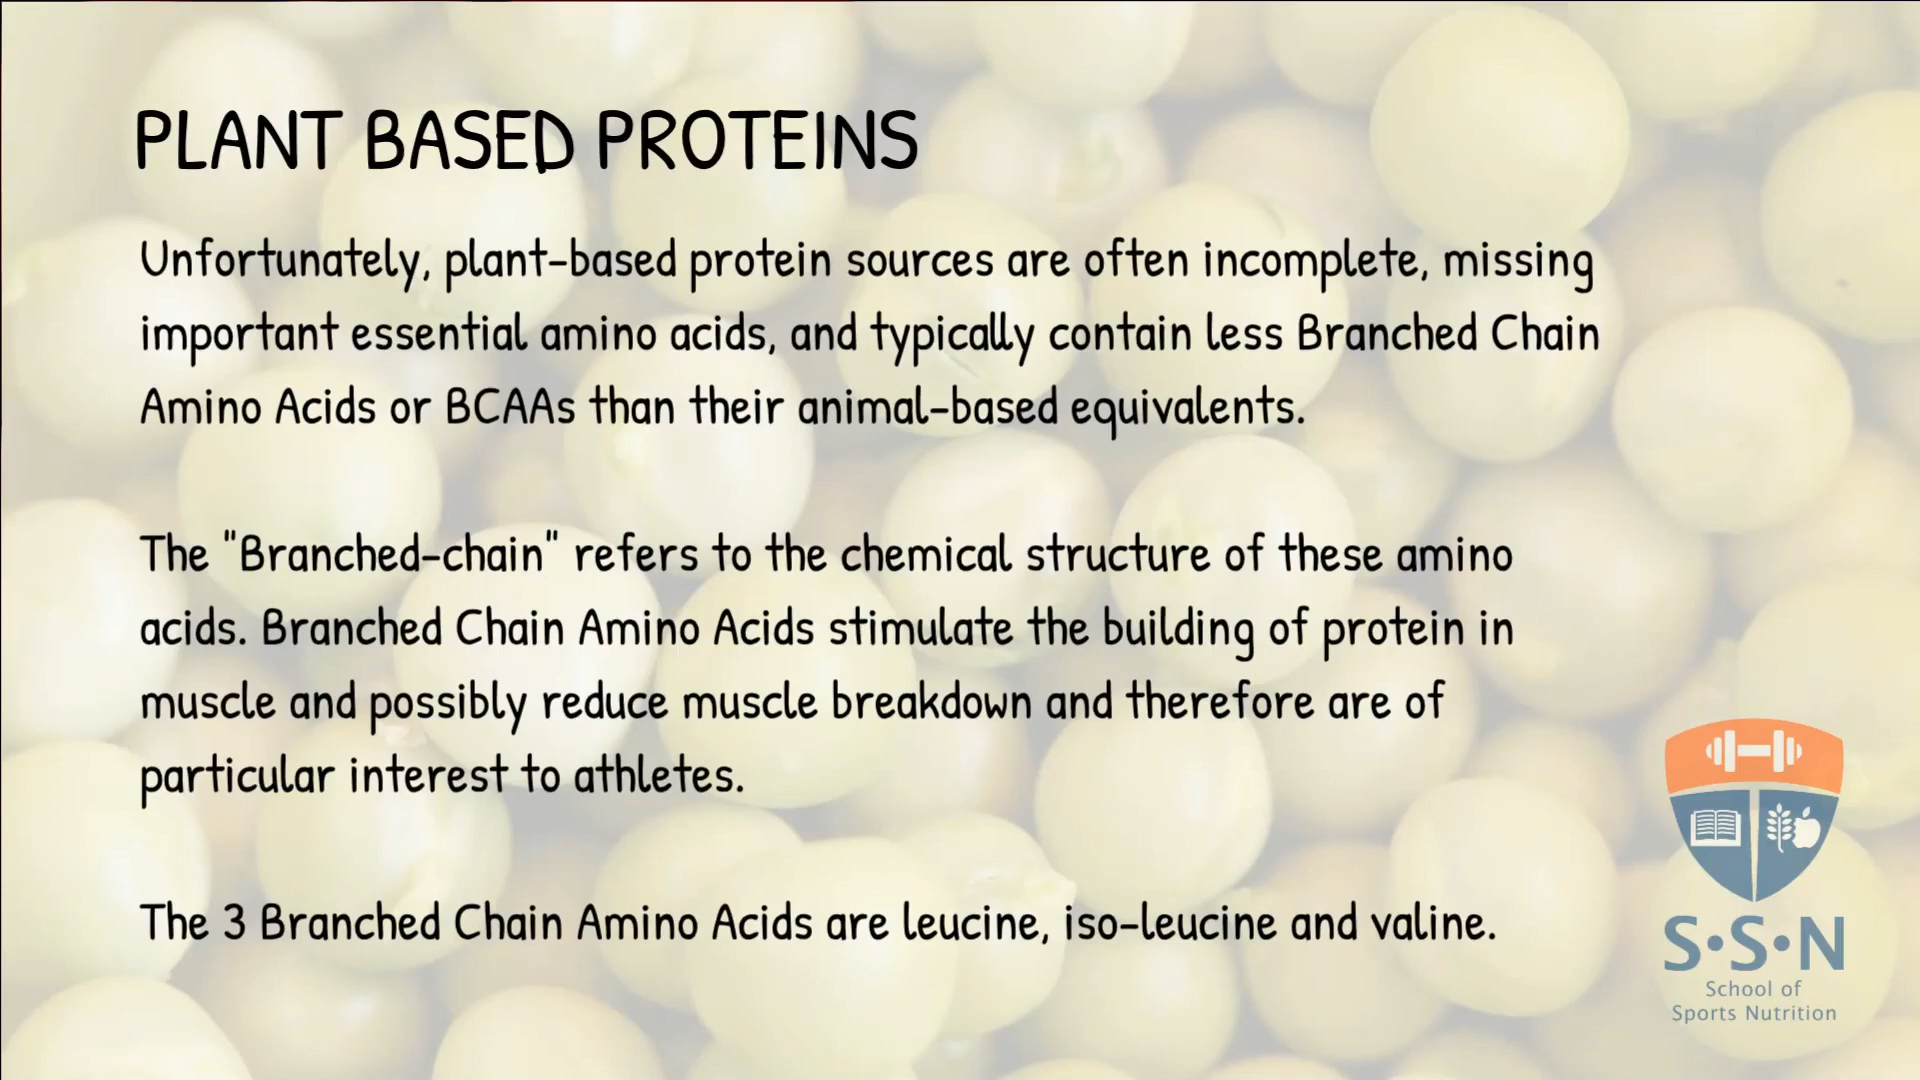 PLANT BASED PROTEINS
Unfortunately, plant-based protein sources are often incomplete, missing
important essential amino acids, and typically contain less Branched Chain
Amino Acids or BCAAs than their animal-based equivalents.
The "Branched-chain" refers to the chemical structure of these amino
acids. Branched Chain Amino Acids stimulate the building of protein in
muscle and possibly reduce muscle breakdown and therefore are of
particular interest to athletes.
The 3 Branched Chain Amino Acids are leucine, iso-leucine and valine.
S•S•N
School of
Sports Nutrition